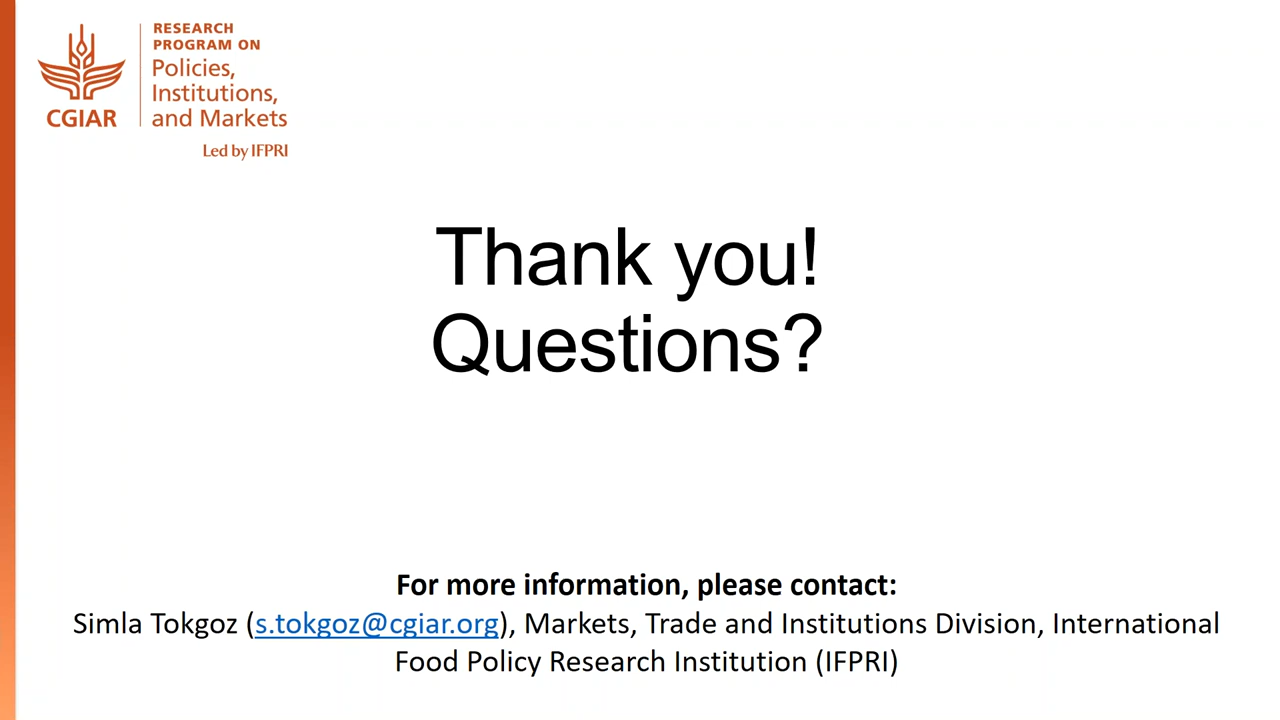 RESEARCH
PROGRAM ON
Policies,
Institutions,
and Markets
CGIAR
Led by IFPRI
Thank you!
Questions?
For more information, please contact:
Simla Tokgoz (s.tokgoz@cgiar.org), Markets, Trade and Institutions Division, International
Food Policy Research Institution (IFPRI)